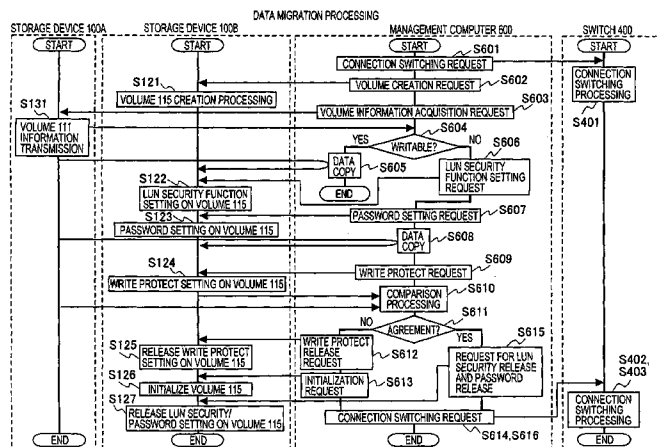 DATA MIGRATION PROCESSING
STORAGE DEVICE 100A
STORAGE DEVICE 100B
MANAGEMENT COMPUTER 600
SWITCH 400
START
START
START
START
S601
CONNECTION SWITCHING REQUEST
S121
S602
VOLUME CREATION REQUEST
CONNECTION
SWITCHING
PROCESSING
S401
VOLUME 115 CREATION PROCESSING
S131
S603
VOLUME INFORMATION ACQUISITION REQUEST
VOLUME 111
INFORMATION
TRANSMISSION
S604
YES
WRITABLE?
NO
S606
DATA
COPY
S605
END
LUN SECURITY
FUNCTION SETTING
REQUEST
S122
LUN SECURITY FUNCTION
SETTING ON VOLUME 115
S123
PASSWORD SETTING REQUEST
S607
PASSWORD SETTING ON VOLUME 115
DATA
COPY
S608
S124
WRITE PROTECT REQUEST
S609
WRITE PROTECT SETTING ON VOLUME 115
S610
COMPARISON
PROCESSING
S611
NO
AGREEMENT?
YES
S615
S125
RELEASE WRITE PROTECT
SETTING ON VOLUME 115
WRITE PROTECT
RELEASE
REQUEST
S612
REQUEST FOR LUN
SECURITY RELEASE
AND PASSWORD
RELEASE
S402,
S403
S126
INITIALIZE VOLUME 115
INITIALIZATION
REQUEST
S613
S127
RELEASE LUN SECURITY/
PASSWORD SETTING ON VOLUME 115
CONNECTION SWITCHING REQUEST
S614, S616
CONNECTION
SWITCHING
PROCESSING
END
END
END
END